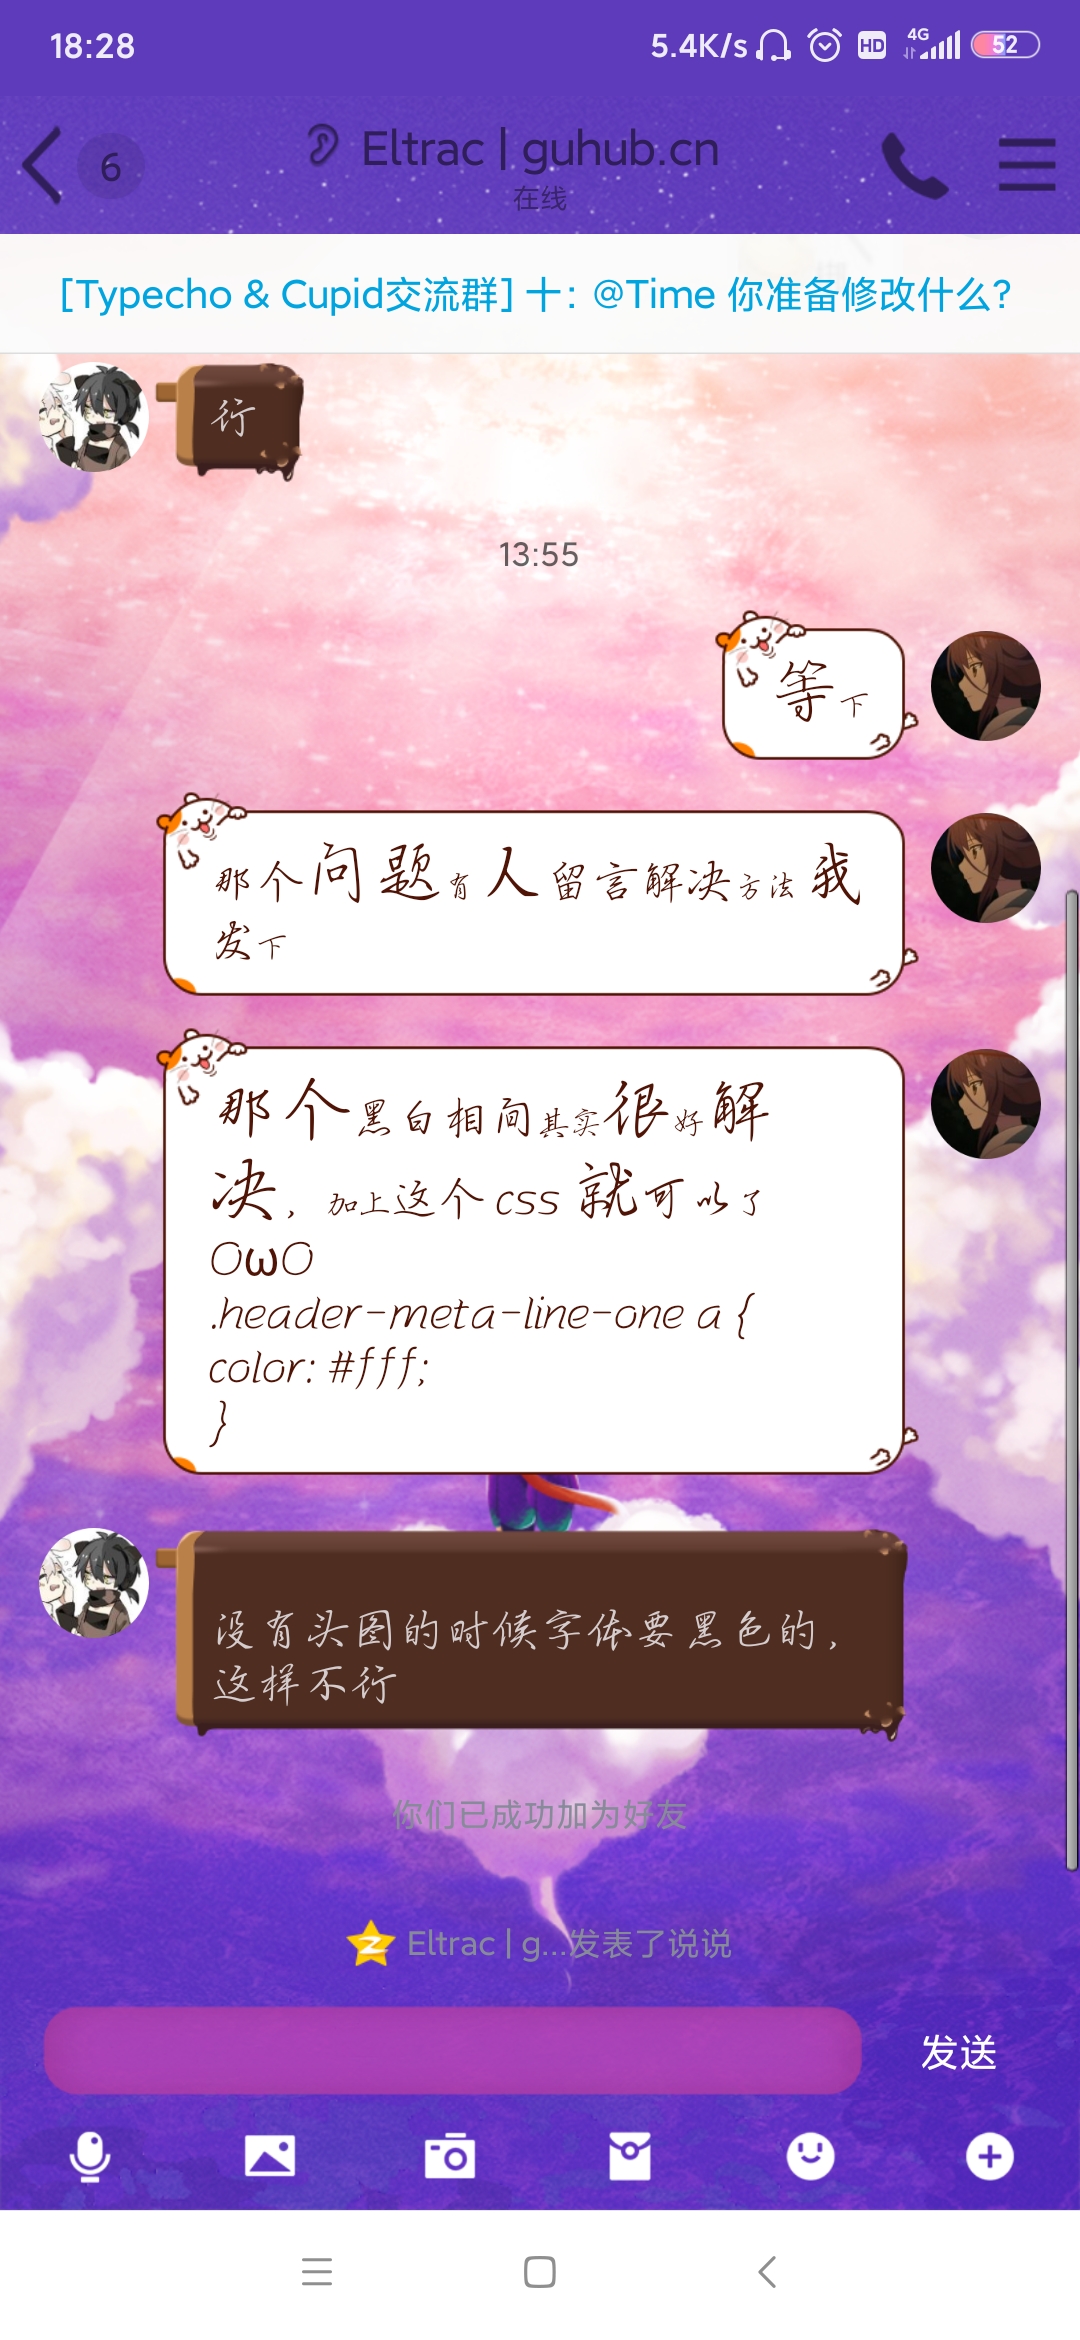 18:28
5.4K/s HD 4G 52
6
Eltrac | guhub.cn
在线
[Typecho & Cupid交流群] 十: @Time 你准备修改什么?
行
13:55
等下
那个问题有人留言解决方法我
发下
那个黑白相间其实很好解
决，加上这个css就可以了
OωO
.header-meta-line-one a {
color: #fff;
}
没有头图的时候字体要黑色的,
这样不行
你们已成功加为好友
Eltrac | g...发表了说说
发送